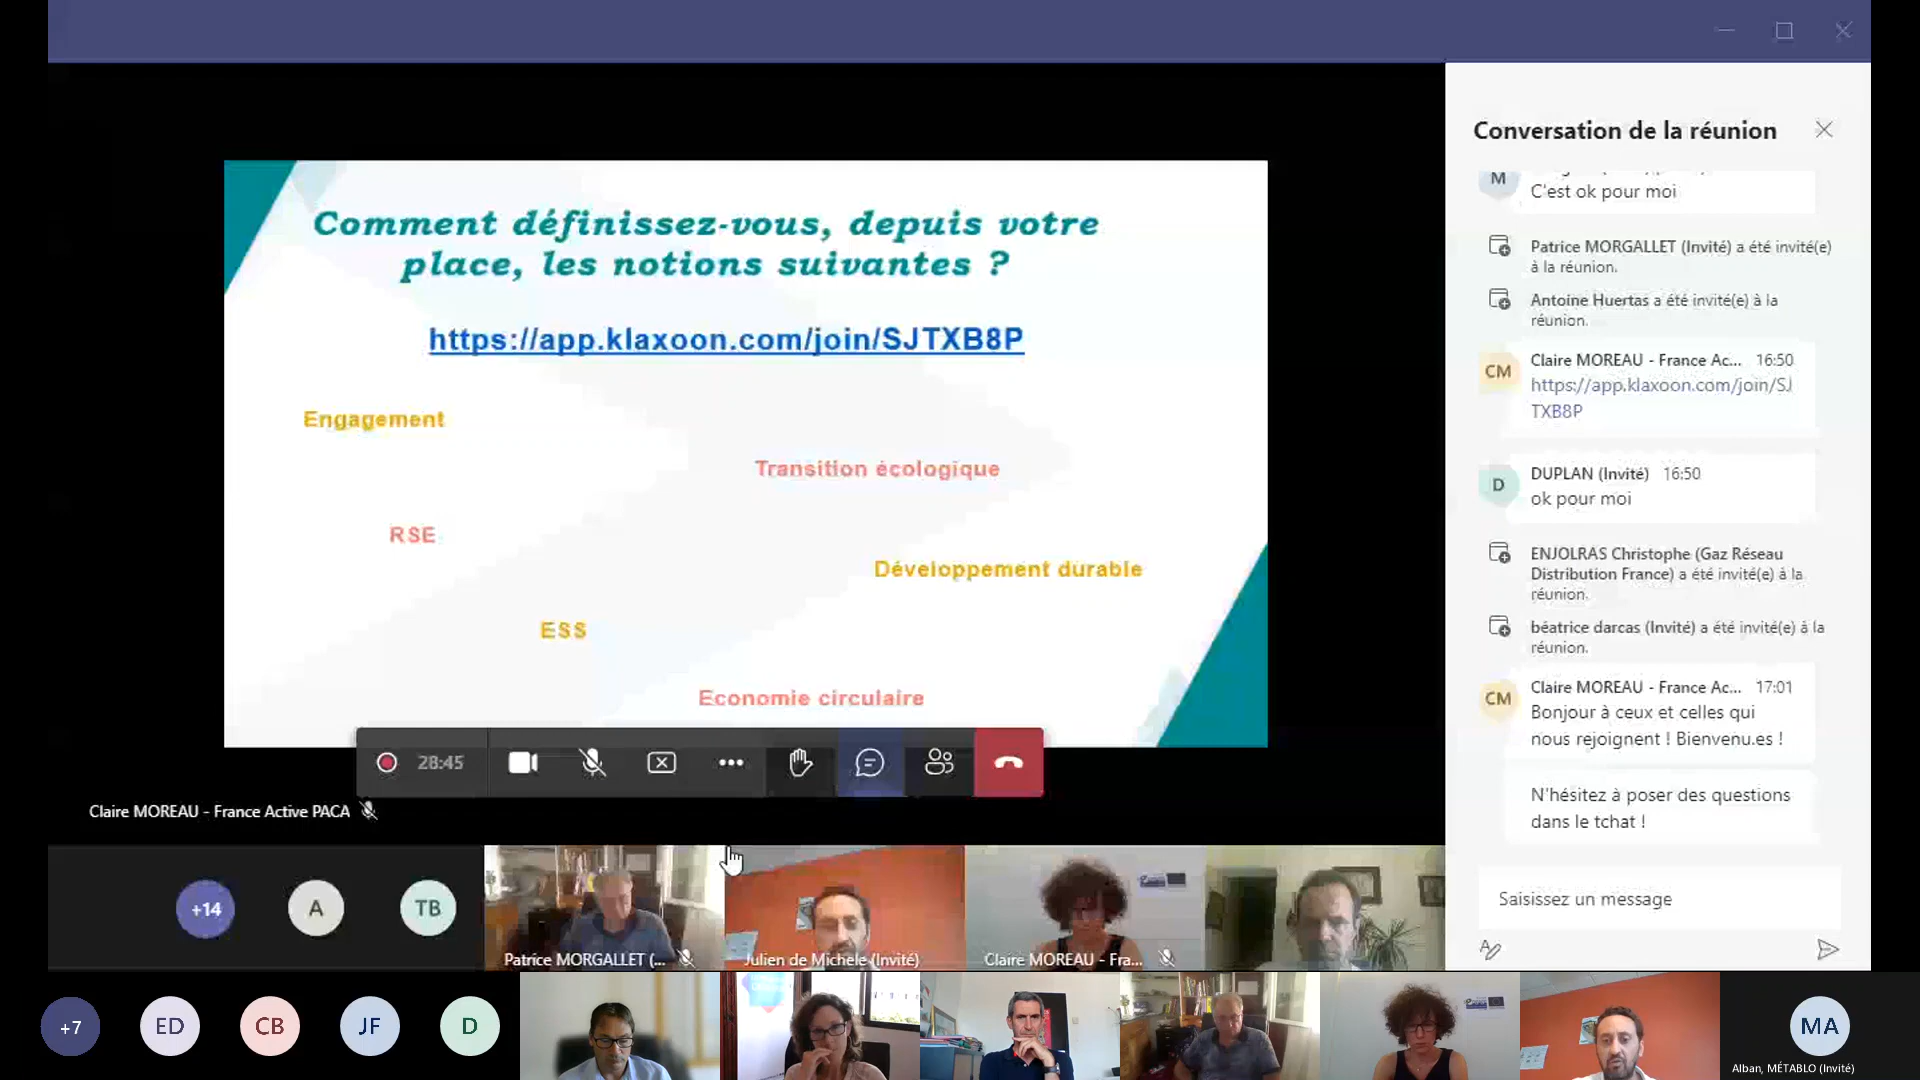 Comment définissez-vous, depuis votre
place, les notions suivantes ?
https://app.klaxoon.com/join/SJTXB8P
Engagement
Transition écologique
RSE
Développement durable
ESS
Economie circulaire
28:45
Claire MOREAU - France Active PACA
+14
A
TB
Patrice MORGALLET (...
Julien de Michele (Invité)
Claire MOREAU - Fra...
Conversation de la réunion
M
C'est ok pour moi
Patrice MORGALLET (Invité) a été invité(e)
à la réunion.
Antoine Huertas a été invité(e) à la
réunion.
CM
Claire MOREAU - France Ac... 16:50
https://app.klaxoon.com/join/SJ
TXB8P
D
DUPLAN (Invité) 16:50
ok pour moi
ENJOLRAS Christophe (Gaz Réseau
Distribution France) a été invité(e) à la
réunion.
béatrice darcas (Invité) a été invité(e) à la
réunion.
CM
Claire MOREAU - France Ac... 17:01
Bonjour à ceux et celles qui
nous rejoignent ! Bienvenu.es !
N'hésitez à poser des questions
dans le tchat !
Saisissez un message
+7
ED
CB
JF
D
MA
Alban, MÉTABLO (Invité)